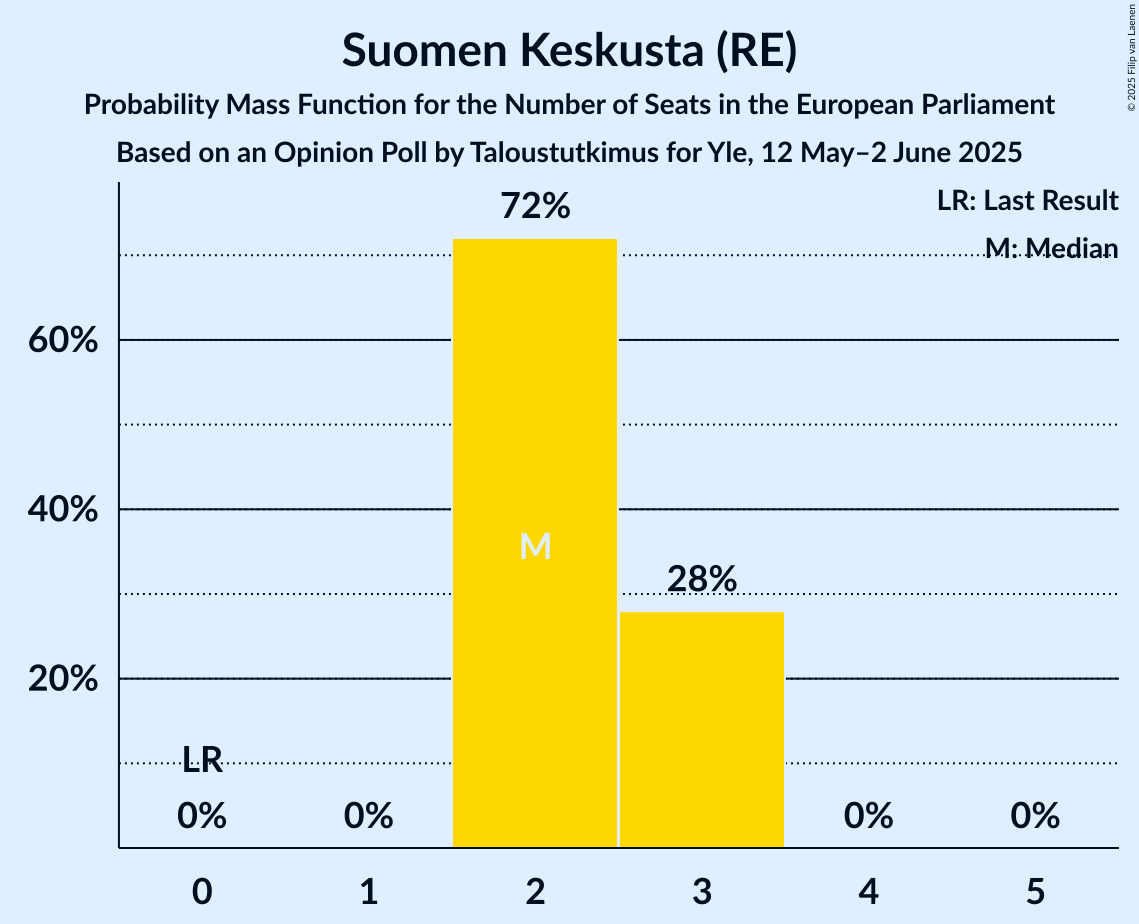 Suomen Keskusta (RE)
Probability Mass Function for the Number of Seats in the European Parliament
Based on an Opinion Poll by Taloustutkimus for Yle, 12 May–2 June 2025
© 2025 Filip van Laenen
LR: Last Result
M: Median
72%
60%
40%
M
28%
20%
LR
0%
0%
0%
0%
0
1
2
3
4
5